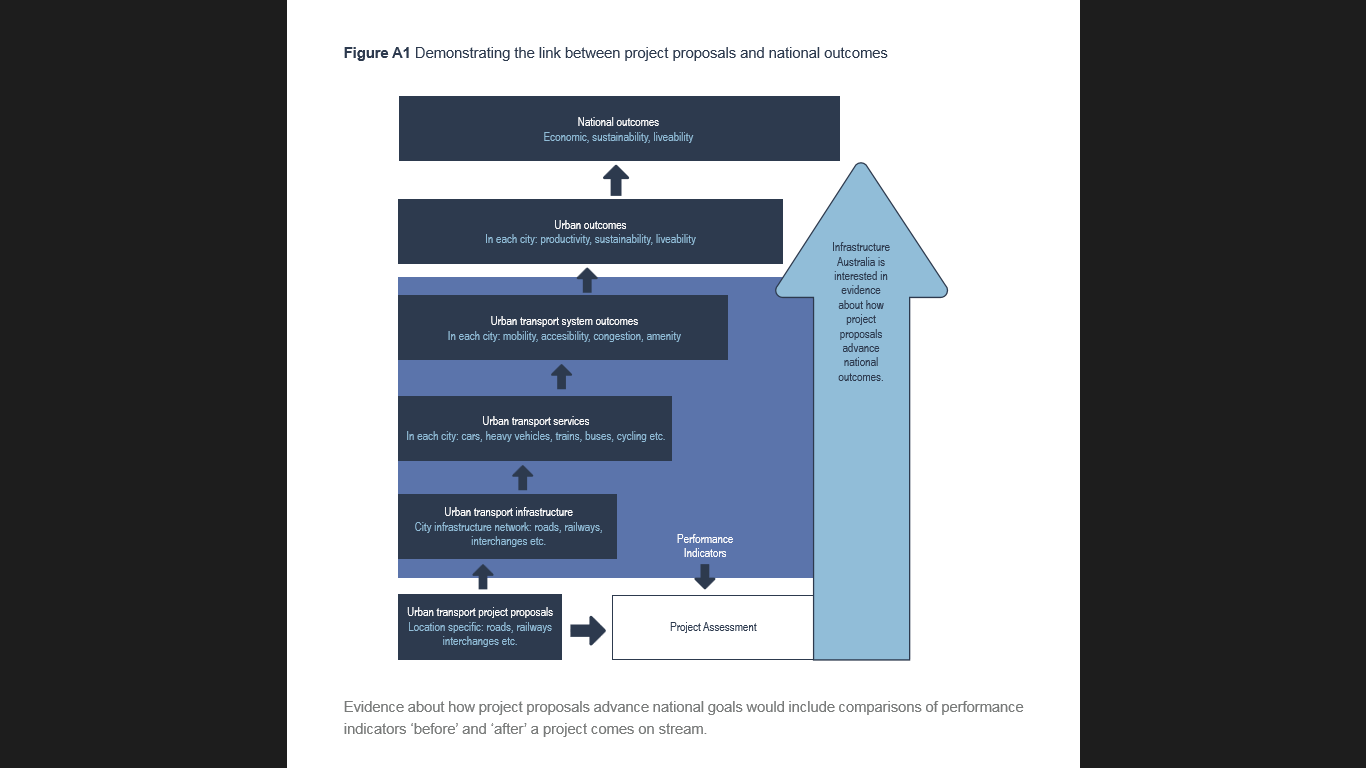 Figure A1 Demonstrating the link between project proposals and national outcomes
National outcomes
Economic, sustainability, liveability
Urban outcomes
In each city: productivity, sustainability, liveability
Urban transport system outcomes
In each city: mobility, accesibility, congestion, amenity
Urban transport services
In each city: cars, heavy vehicles, trains, buses, cycling etc.
Urban transport infrastructure
City infrastructure network: roads, railways,
interchanges etc.
Urban transport project proposals
Location specific: roads, railways
interchanges etc.
Performance
Indicators
Project Assessment
Infrastructure
Australia is
interested in
evidence
about how
project
proposals
advance
national
outcomes.
Evidence about how project proposals advance national goals would include comparisons of performance
indicators ‘before’ and ‘after’ a project comes on stream.